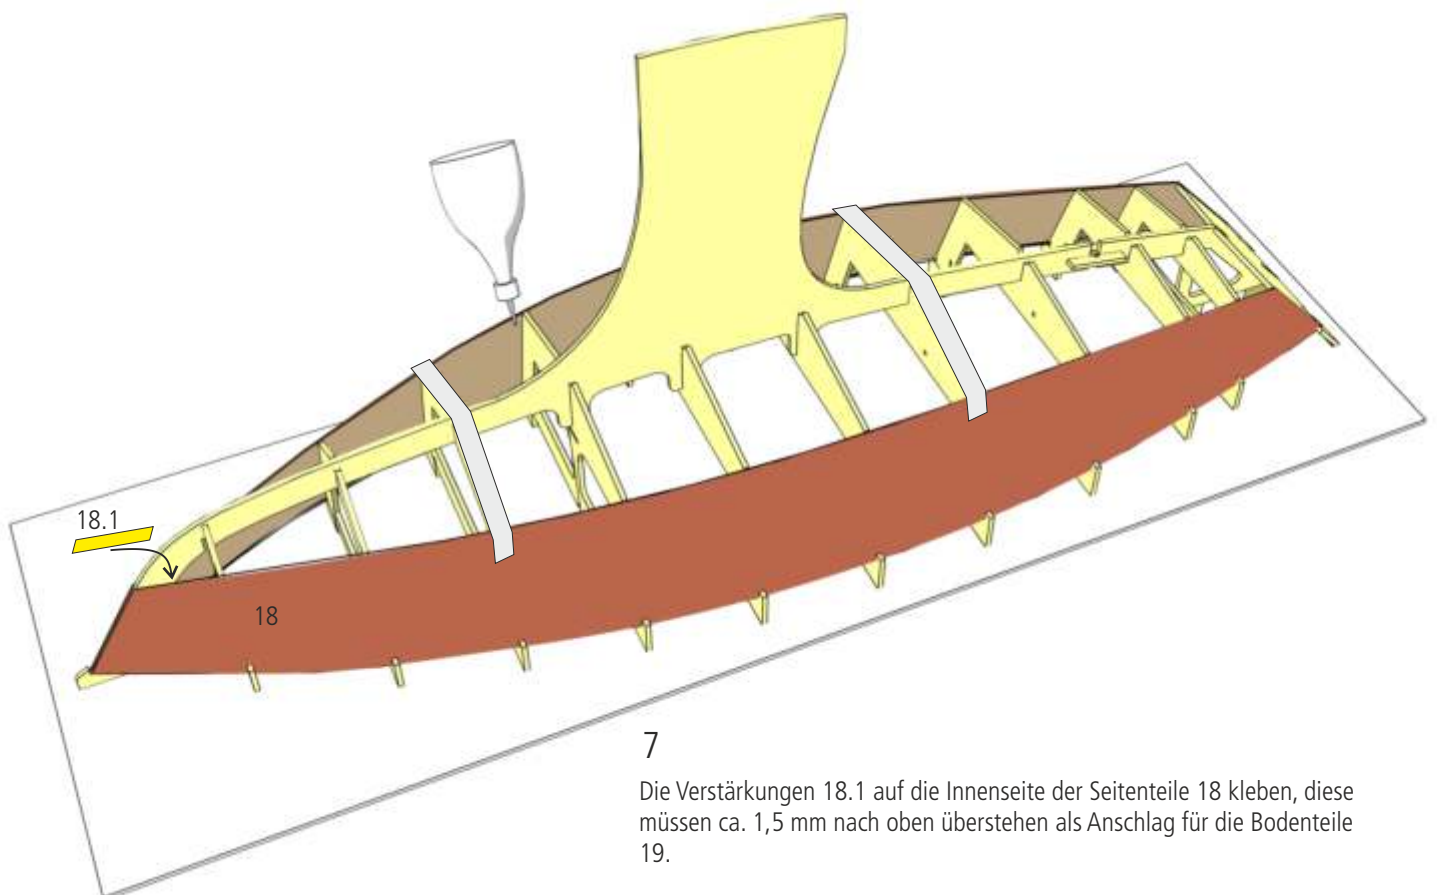 18.1
18
7
Die Verstärkungen 18.1 auf die Innenseite der Seitenteile 18 kleben, diese
müssen ca. 1,5 mm nach oben überstehen als Anschlag für die Bodenteile
19.